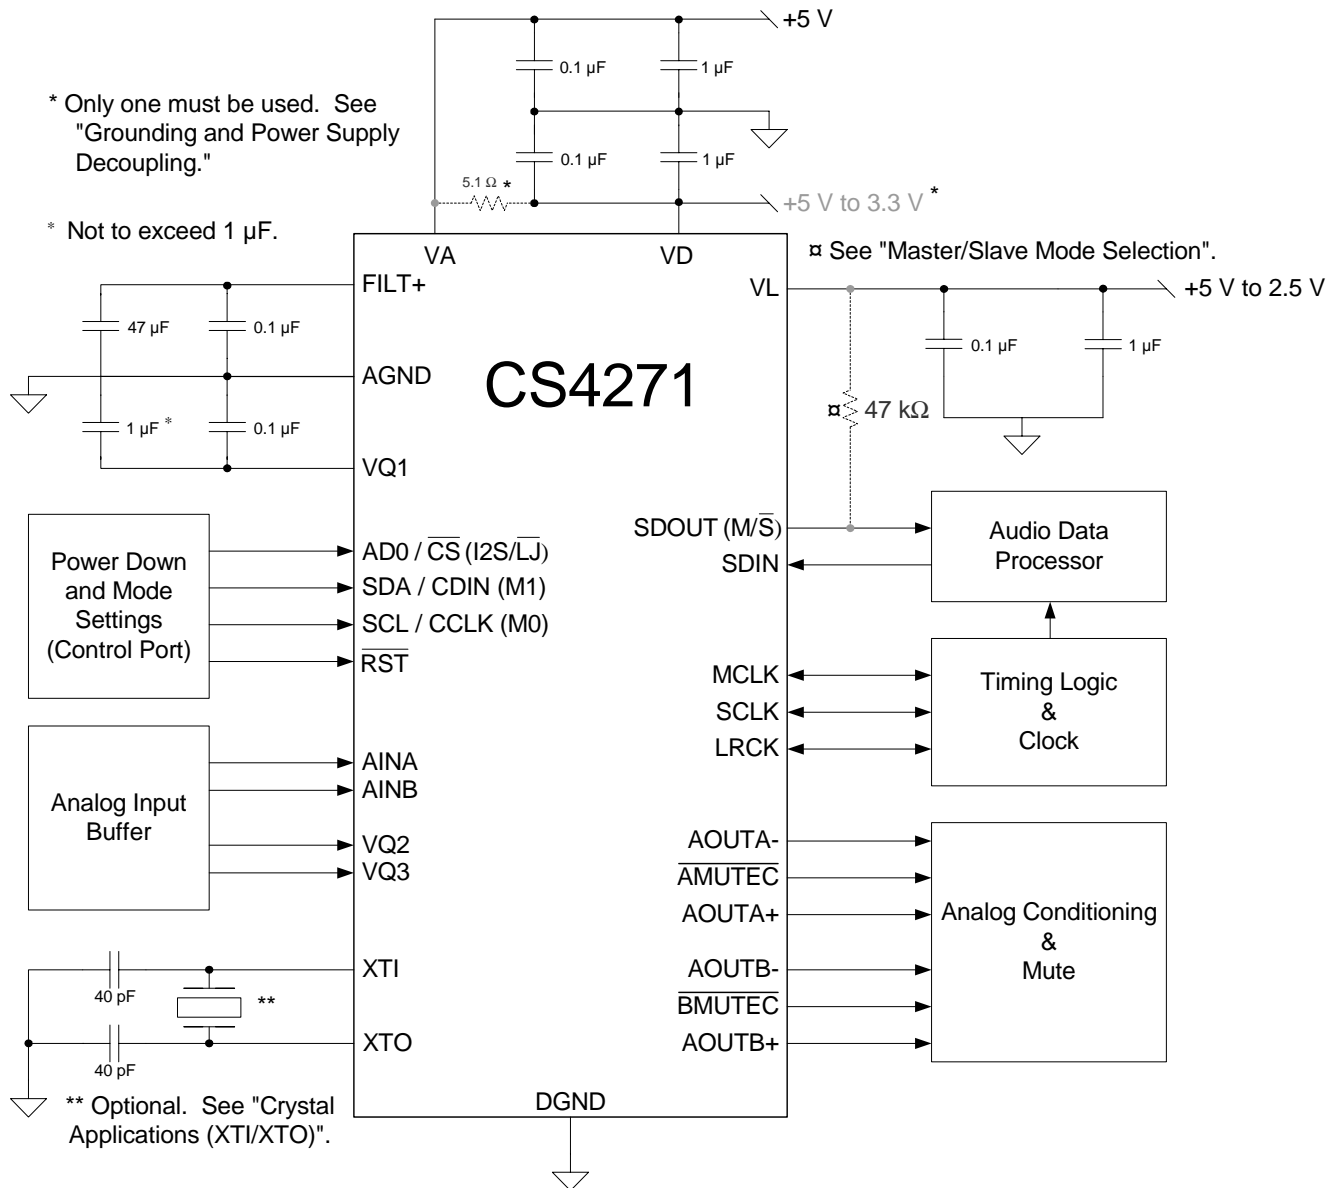 +5 V
0.1 µF
1 µF
* Only one must be used. See
"Grounding and Power Supply
Decoupling."
0.1 µF
1 µF
5.1 Ω *
+5 V to 3.3 V *
* Not to exceed 1 µF.
VA
VD
¤ See "Master/Slave Mode Selection".
FILT+
VL
+5 V to 2.5 V
47 µF
0.1 µF
0.1 µF
1 µF
AGND
CS4271
¤ 47 kΩ
1 µF *
0.1 µF
VQ1
SDOUT (M/S̅)
Audio Data
Processor
SDIN
Power Down
and Mode
Settings
(Control Port)
AD0 / C̅S̅ (I2S/L̅J̅)
SDA / CDIN (M1)
SCL / CCLK (M0)
R̅S̅T̅
MCLK
SCLK
LRCK
Timing Logic
&
Clock
Analog Input
Buffer
AINA
AINB
VQ2
VQ3
AOUTA-
A̅M̅U̅T̅E̅C̅
AOUTA+
AOUTB-
B̅M̅U̅T̅E̅C̅
AOUTB+
Analog Conditioning
&
Mute
XTI
40 pF
**
XTO
40 pF
** Optional. See "Crystal
Applications (XTI/XTO)".
DGND